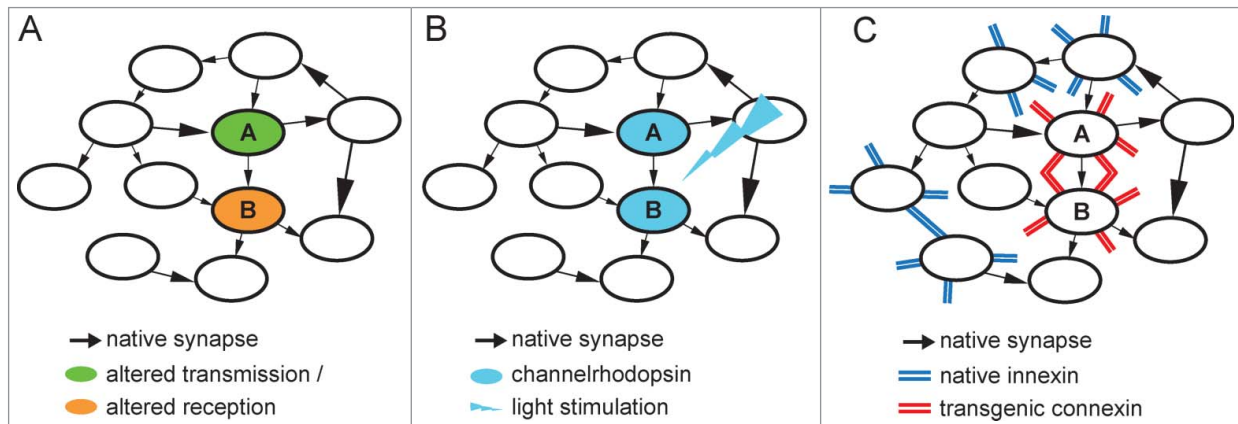 A
A
B
native synapse
altered transmission /
altered reception
B
A
B
native synapse
channelrhodopsin
light stimulation
C
A
B
native synapse
native innexin
transgenic connexin